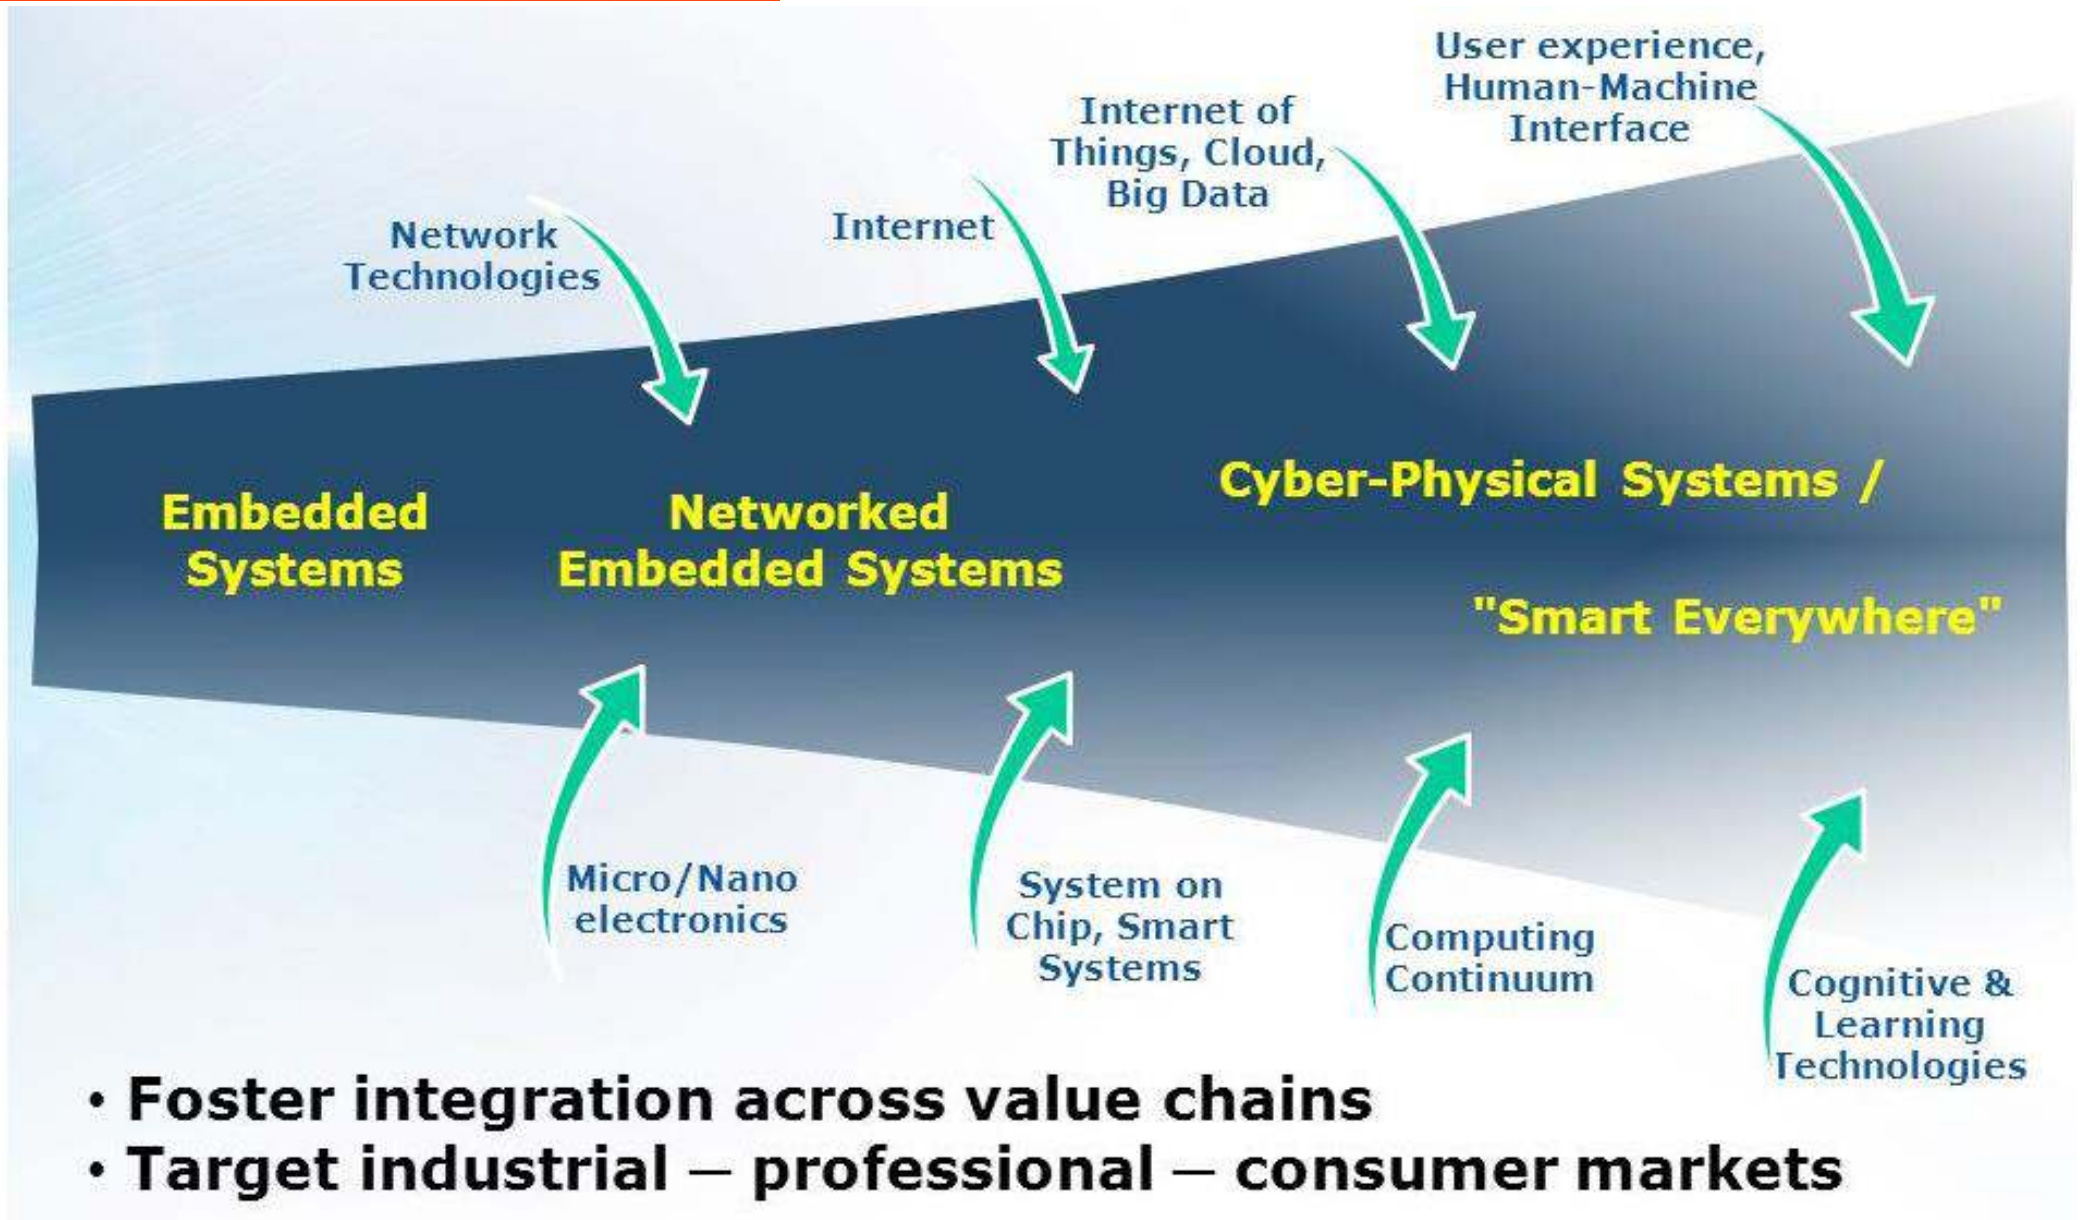 User experience,
Human-Machine
Interface
Internet of
Things, Cloud,
Big Data
Internet
Network
Technologies
Embedded
Systems
Networked
Embedded Systems
Cyber-Physical Systems /
"Smart Everywhere"
Micro/Nano
electronics
System on
Chip, Smart
Systems
Computing
Continuum
Cognitive &
Learning
Technologies
• Foster integration across value chains
• Target industrial – professional – consumer markets